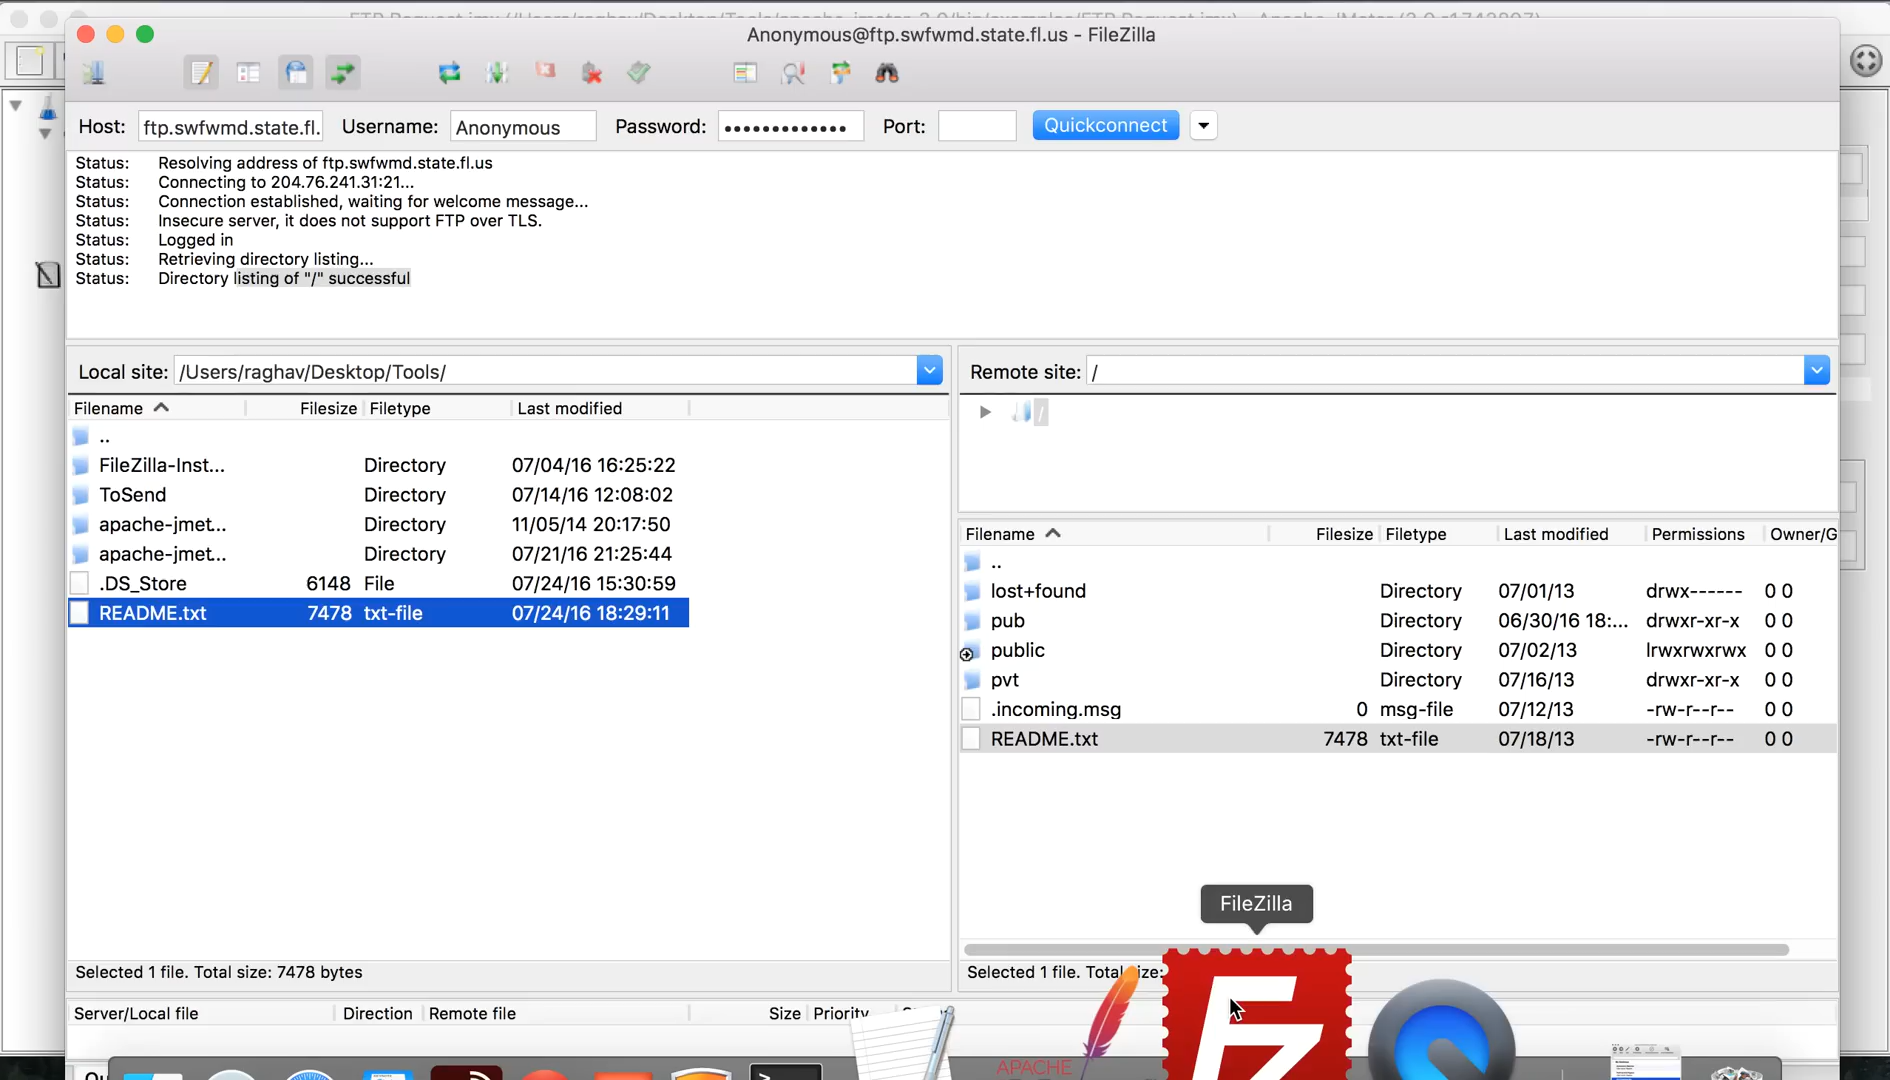 Anonymous@ftp.swfwmd.state.fl.us - FileZilla
Host: ftp.swfwmd.state.fl. Username: Anonymous Password: ●●●●●●●●●●●●● Port: Quickconnect
Status: Resolving address of ftp.swfwmd.state.fl.us
Status: Connecting to 204.76.241.31:21...
Status: Connection established, waiting for welcome message...
Status: Insecure server, it does not support FTP over TLS.
Status: Logged in
Status: Retrieving directory listing...
Status: Directory listing of "/" successful
Local site: /Users/raghav/Desktop/Tools/
Filename Filesize Filetype Last modified
..
FileZilla-Inst... Directory 07/04/16 16:25:22
ToSend Directory 07/14/16 12:08:02
apache-jmet... Directory 11/05/14 20:17:50
apache-jmet... Directory 07/21/16 21:25:44
.DS_Store 6148 File 07/24/16 15:30:59
README.txt 7478 txt-file 07/24/16 18:29:11
Selected 1 file. Total size: 7478 bytes
Remote site: /
/
Filename Filesize Filetype Last modified Permissions Owner/G
..
lost+found Directory 07/01/13 drwx------ 0 0
pub Directory 06/30/16 18:... drwxr-xr-x 0 0
public Directory 07/02/13 lrwxrwxrwx 0 0
pvt Directory 07/16/13 drwxr-xr-x 0 0
.incoming.msg 0 msg-file 07/12/13 -rw-r--r-- 0 0
README.txt 7478 txt-file 07/18/13 -rw-r--r-- 0 0
Selected 1 file. Total size:
FileZilla
Server/Local file Direction Remote file Size Priority
APACHE
Fz